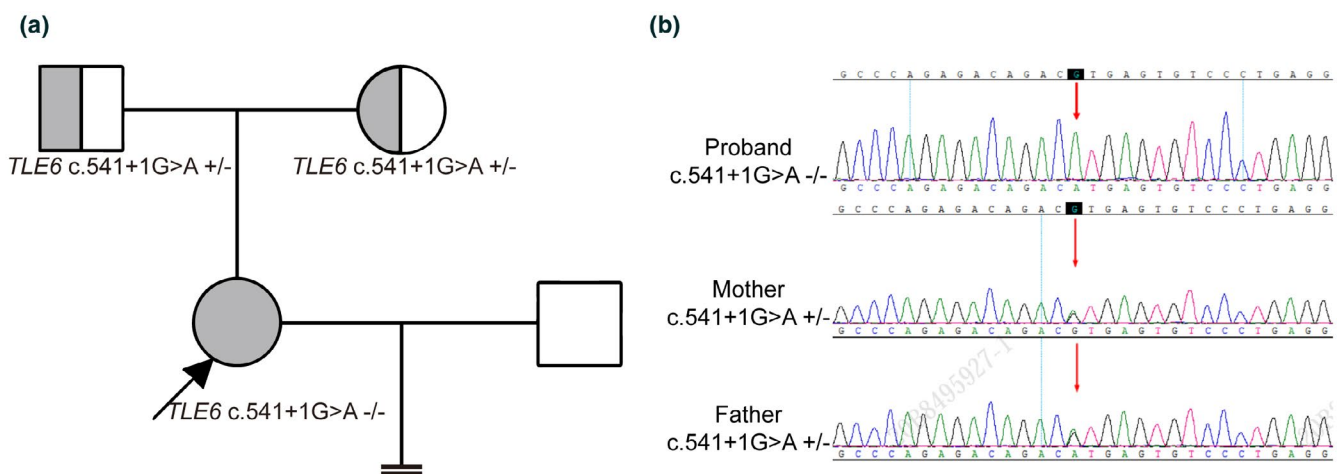 (a)
TLE6 c.541+1G>A +/-
TLE6 c.541+1G>A +/-
TLE6 c.541+1G>A -/-
(b)
G C C C A G A G A C A G A C G T G A G T G T C C C T G A G G
Proband
c.541+1G>A -/-
G C C C A G A G A C A G A C A T G A G T G T C C C T G A G G
G C C C A G A G A C A G A C G T G A G T G T C C C T G A G G
Mother
c.541+1G>A +/-
G C C C A G A G A C A G A C G T G A G T G T C C C T G A G G
Father
c.541+1G>A +/-
G C C C A G A G A C A G A C A T G A G T G T C C C T G A G G